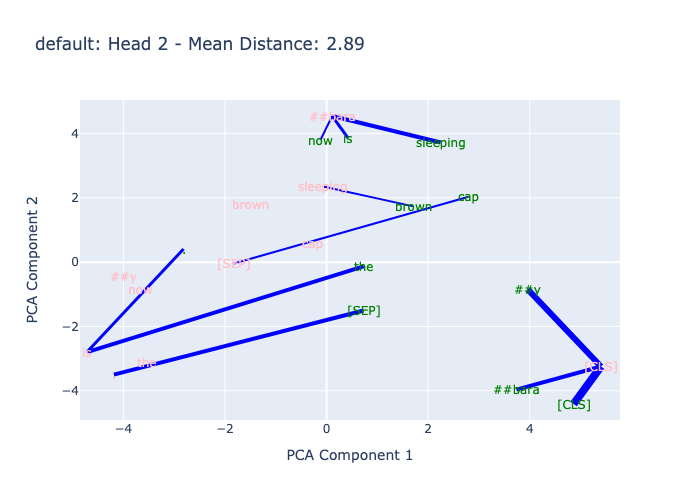 default: Head 2 - Mean Distance: 2.89
##bara
now
is
sleeping
sleeping
cap
brown
brown
cap
.
[SEP]
the
##y
now
##y
[SEP]
is
the
[CLS]
##bara
[CLS]
4
2
0
−2
−4
−4
−2
0
2
4
PCA Component 2
PCA Component 1